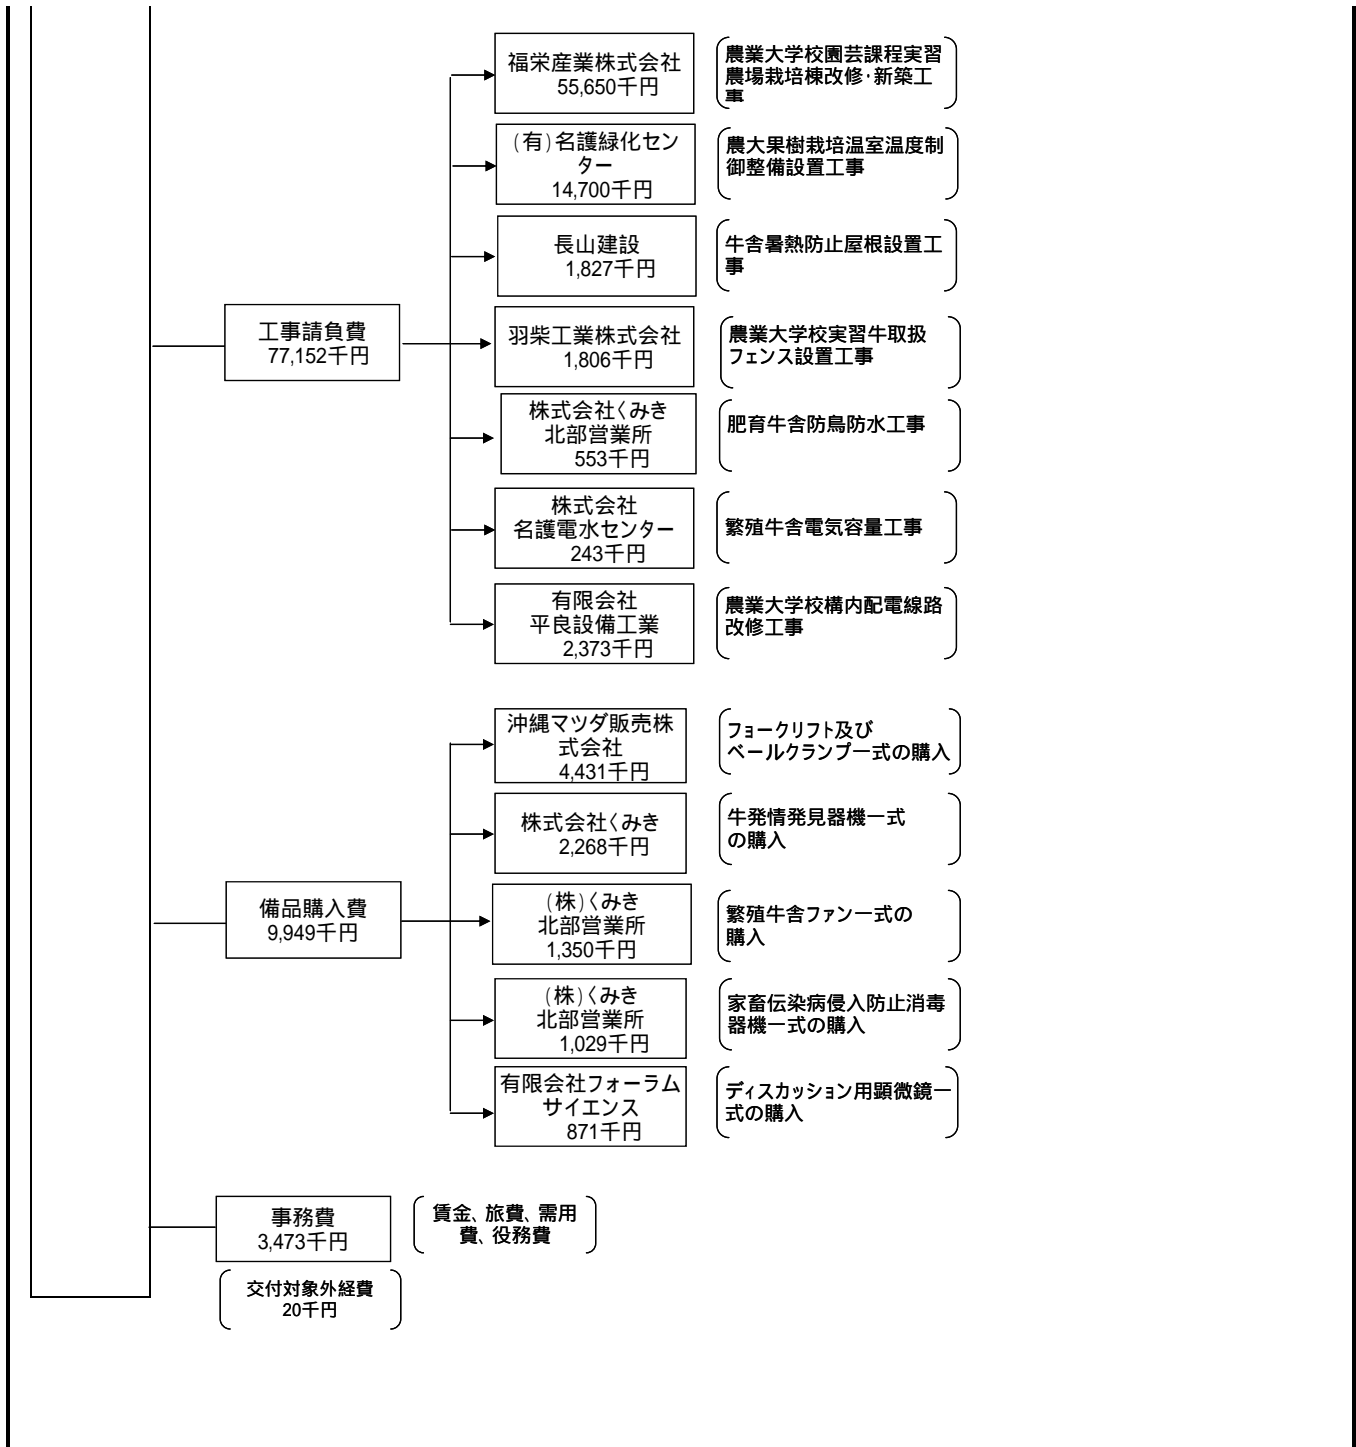 福栄産業株式会社
55,650千円
農業大学校園芸課程実習
農場栽培棟改修・新築工
事
(有)名護緑化セン
ター
14,700千円
農大果樹栽培温室温度制
御整備設置工事
長山建設
1,827千円
牛舎暑熱防止屋根設置工
事
工事請負費
77,152千円
羽柴工業株式会社
1,806千円
農業大学校実習牛取扱
フェンス設置工事
株式会社くみき
北部営業所
553千円
肥育牛舎防鳥防水工事
株式会社
名護電水センター
243千円
繁殖牛舎電気容量工事
有限会社
平良設備工業
2,373千円
農業大学校構内配電線路
改修工事
沖縄マツダ販売株
式会社
4,431千円
フォークリフト及び
ベールクランプ一式の購入
株式会社くみき
2,268千円
牛発情発見器機一式
の購入
備品購入費
9,949千円
(株)くみき
北部営業所
1,350千円
繁殖牛舎ファン一式の
購入
(株)くみき
北部営業所
1,029千円
家畜伝染病侵入防止消毒
器機一式の購入
有限会社フォーラム
サイエンス
871千円
ディスカッション用顕微鏡一
式の購入
事務費
3,473千円
賃金、旅費、需用
費、役務費
交付対象外経費
20千円